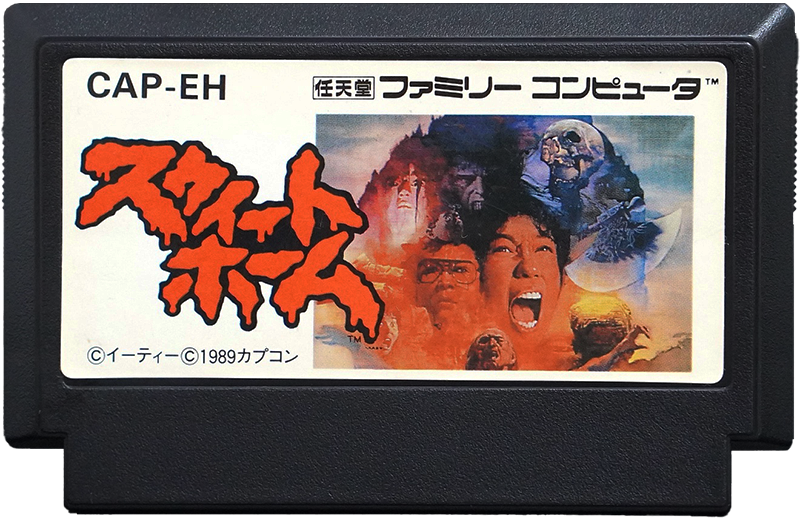 CAP-EH
任天堂 ファミリー コンピュータ™
スウィート
ホーム
TM
©イーティー©1989カプコン